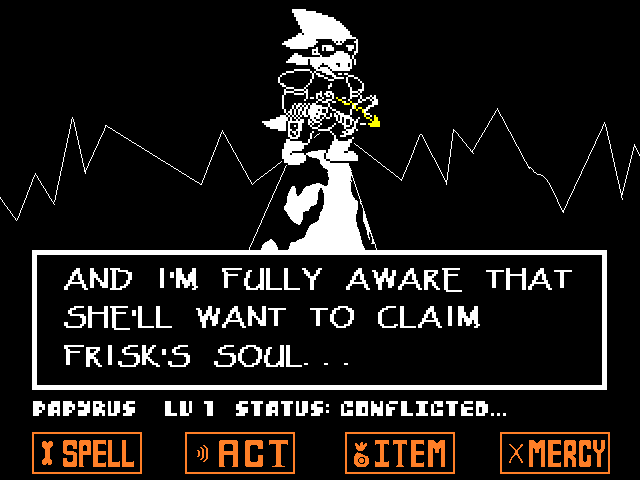 AND I'M FULLY AWARE THAT
SHE'LL WANT TO CLAIM
FRISK'S SOUL...
PAPYRUS LV 1 STATUS: CONFLICTED...
SPELL ACT ITEM MERCY